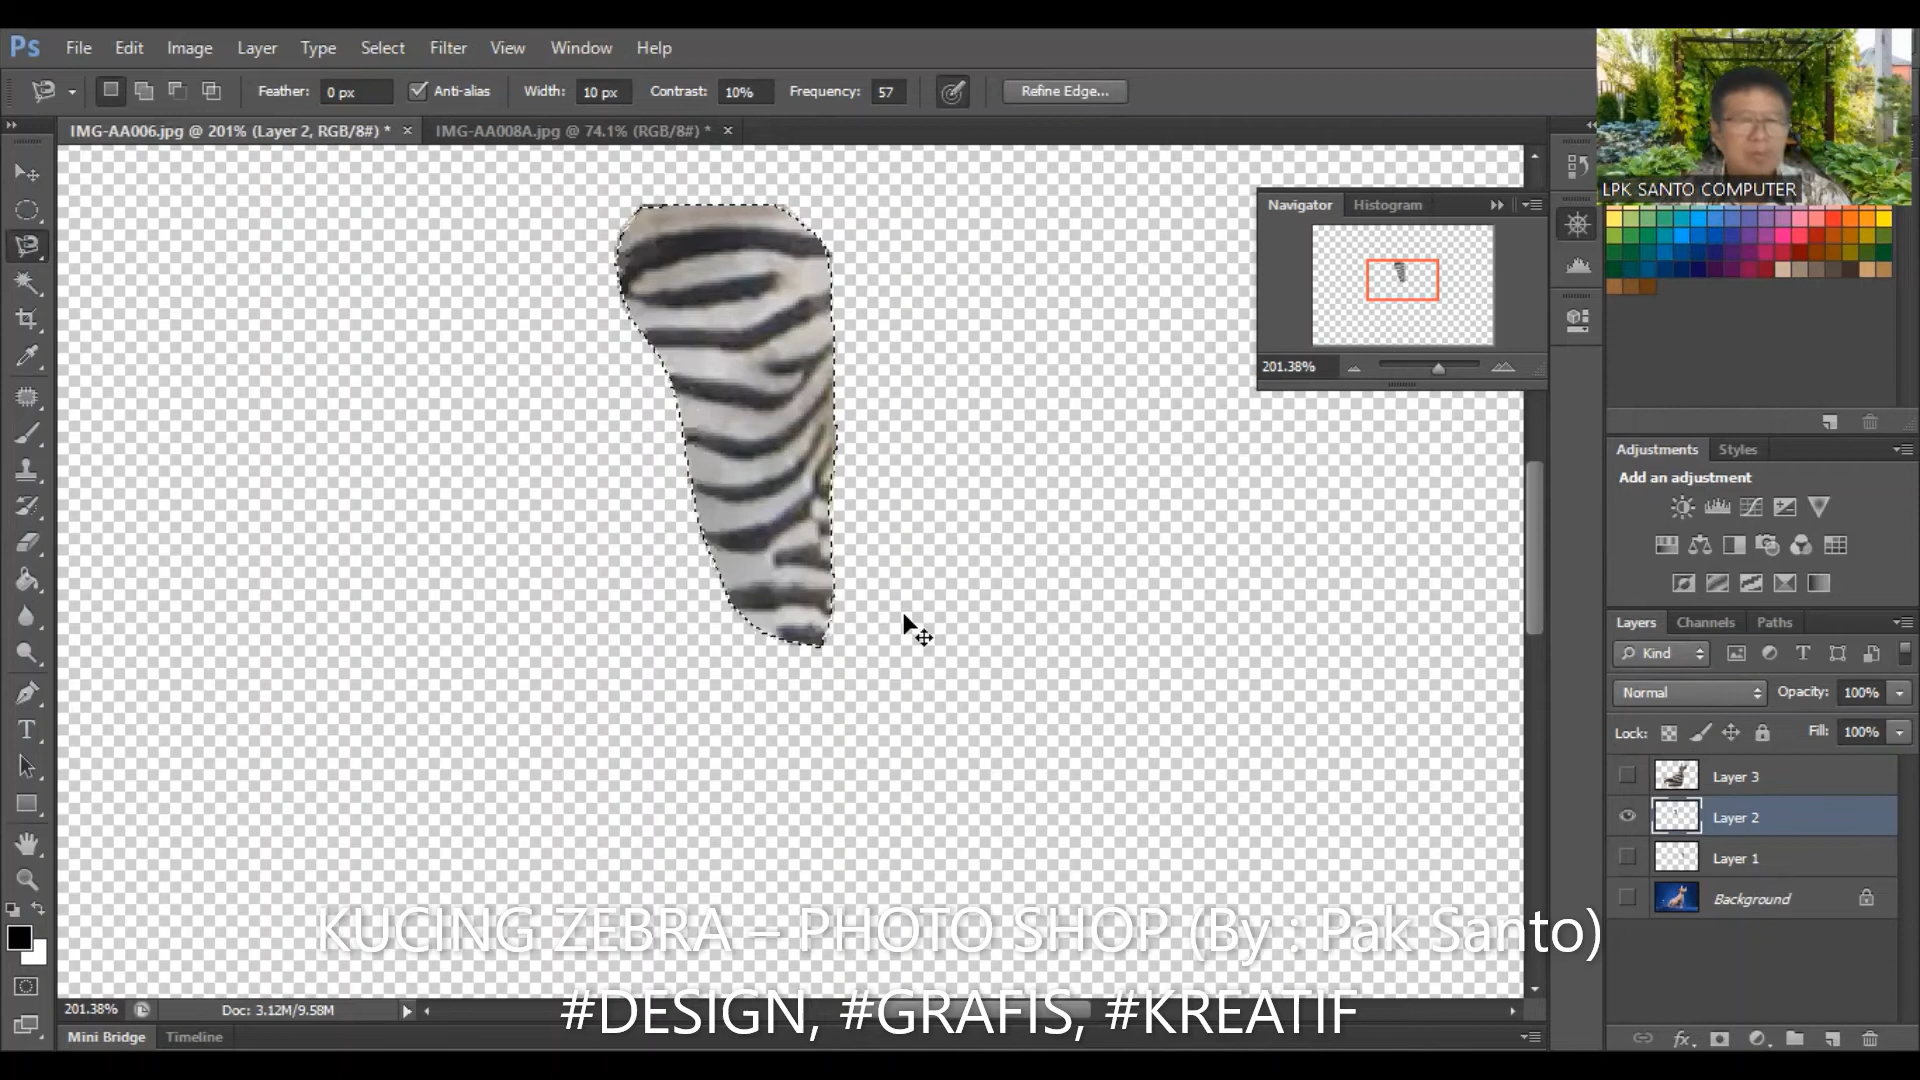 Ps File Edit Image Layer Type Select Filter View Window Help
Feather: 0 px Anti-alias Width: 10 px Contrast: 10% Frequency: 57 Refine Edge...
IMG-AA006.jpg @ 201% (Layer 2, RGB/8#) * × IMG-AA008A.jpg @ 74.1% (RGB/8#) * ×
LPK SANTO COMPUTER
Navigator Histogram
201.38%
Adjustments Styles
Add an adjustment
Layers Channels Paths
Kind
Normal Opacity: 100%
Lock: Fill: 100%
Layer 3
Layer 2
Layer 1
Background
KUCING ZEBRA – PHOTO SHOP (By : Pak Santo)
#DESIGN, #GRAFIS, #KREATIF
201.38% Doc: 3.12M/9.58M
Mini Bridge Timeline